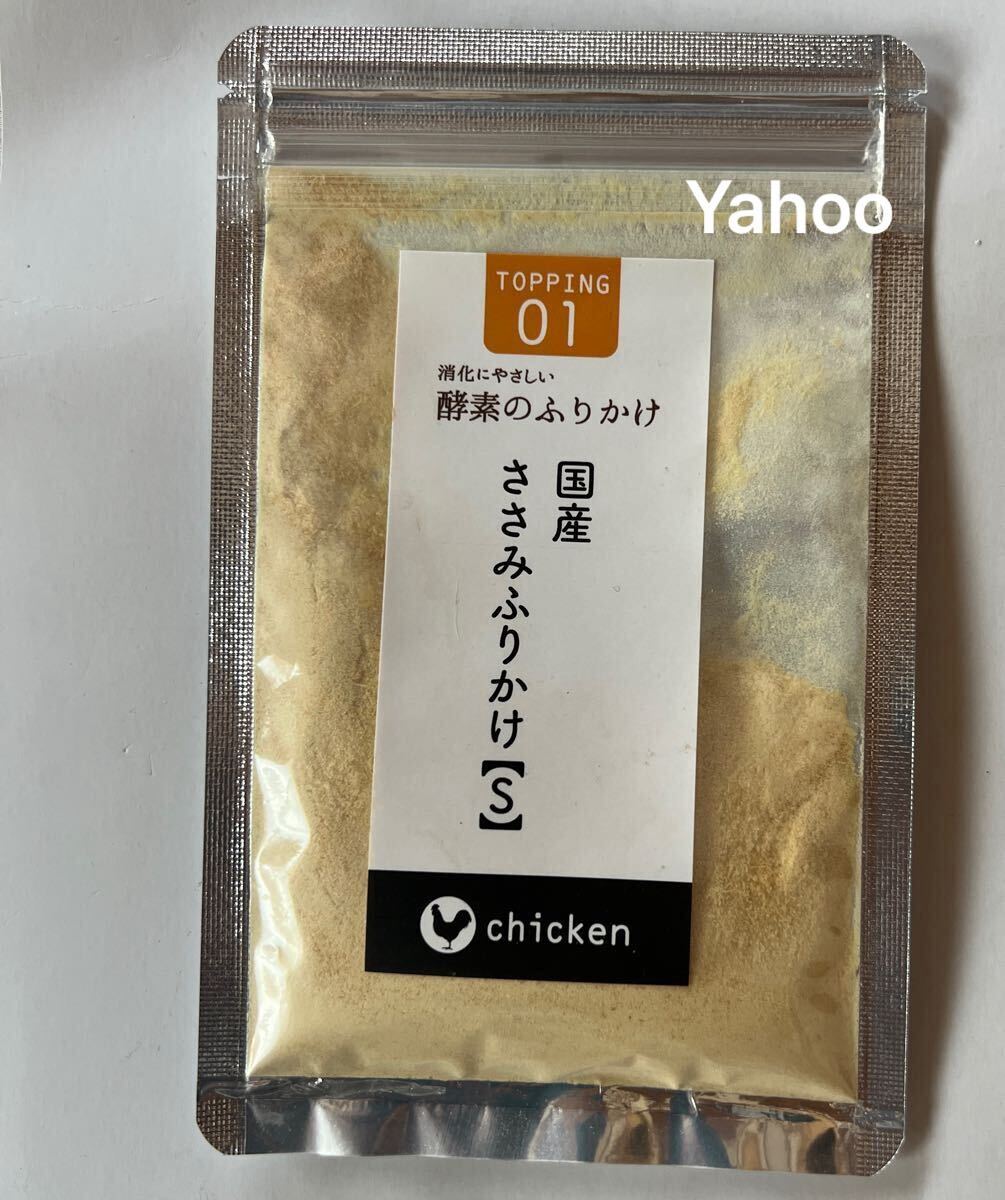 Yahoo
TOPPING
01
消化にやさしい
酵素のふりかけ
国産
ささみふりかけ【S】
chicken